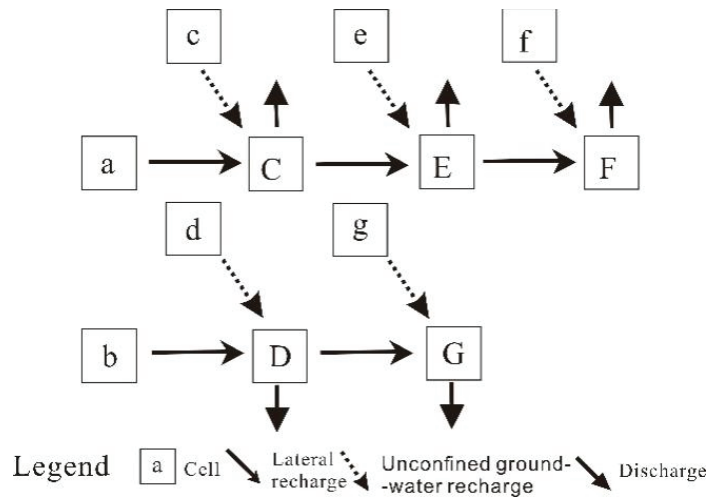 c e f
a C E F
d g
b D G
Legend a Cell Lateral recharge Unconfined ground--water recharge Discharge